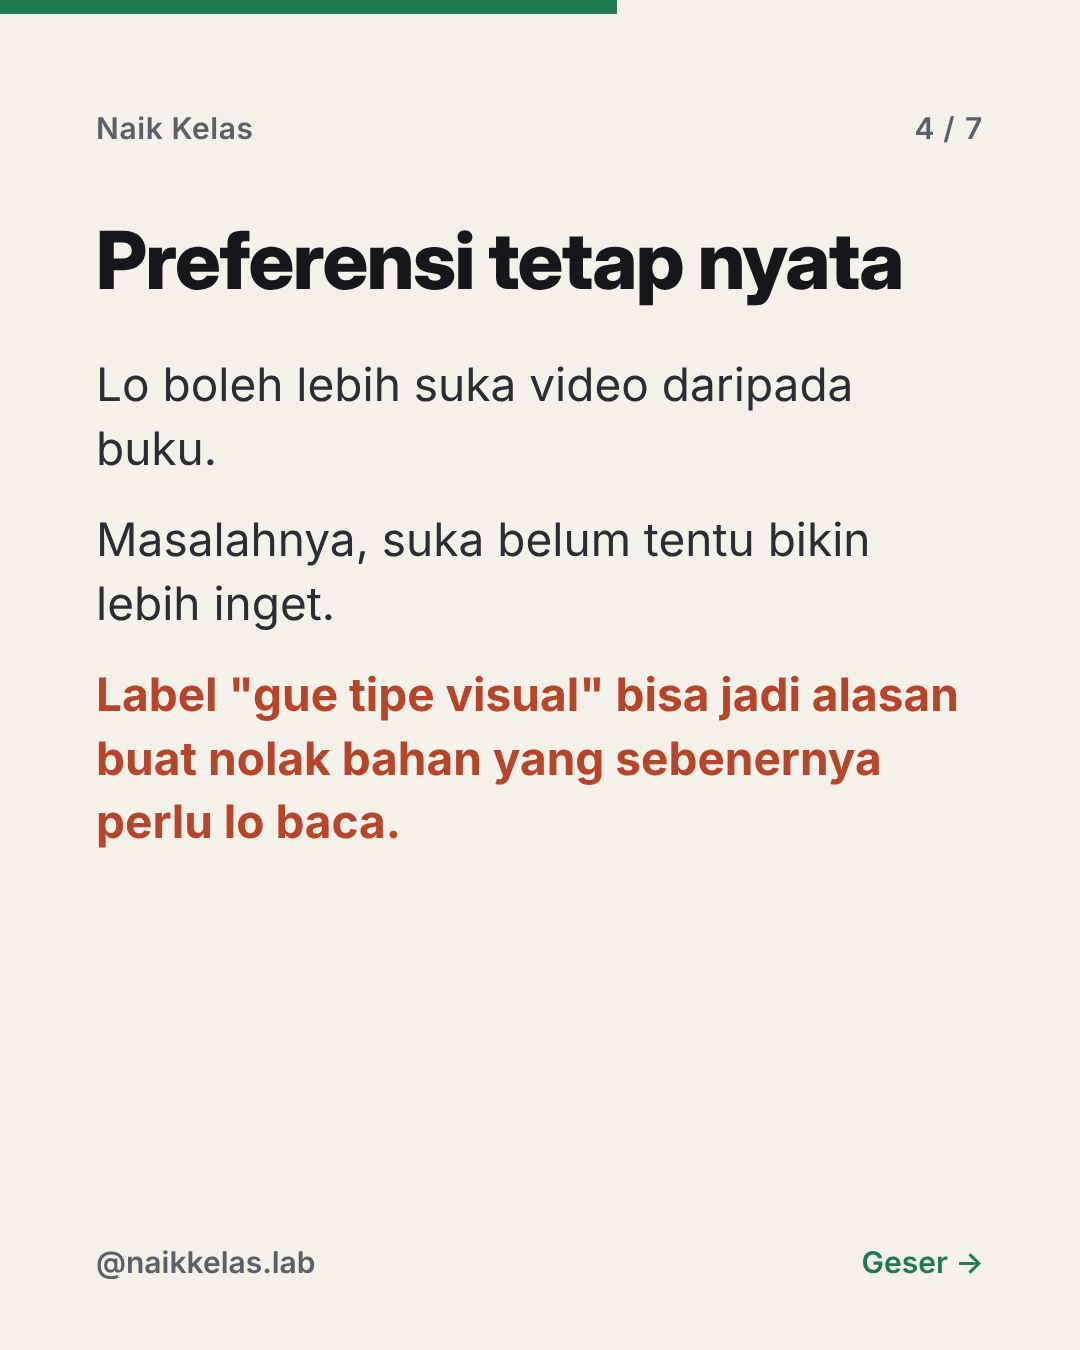 Naik Kelas
4 / 7
Preferensi tetap nyata
Lo boleh lebih suka video daripada
buku.
Masalahnya, suka belum tentu bikin
lebih inget.
Label "gue tipe visual" bisa jadi alasan
buat nolak bahan yang sebenernya
perlu lo baca.
@naikkelas.lab
Geser →